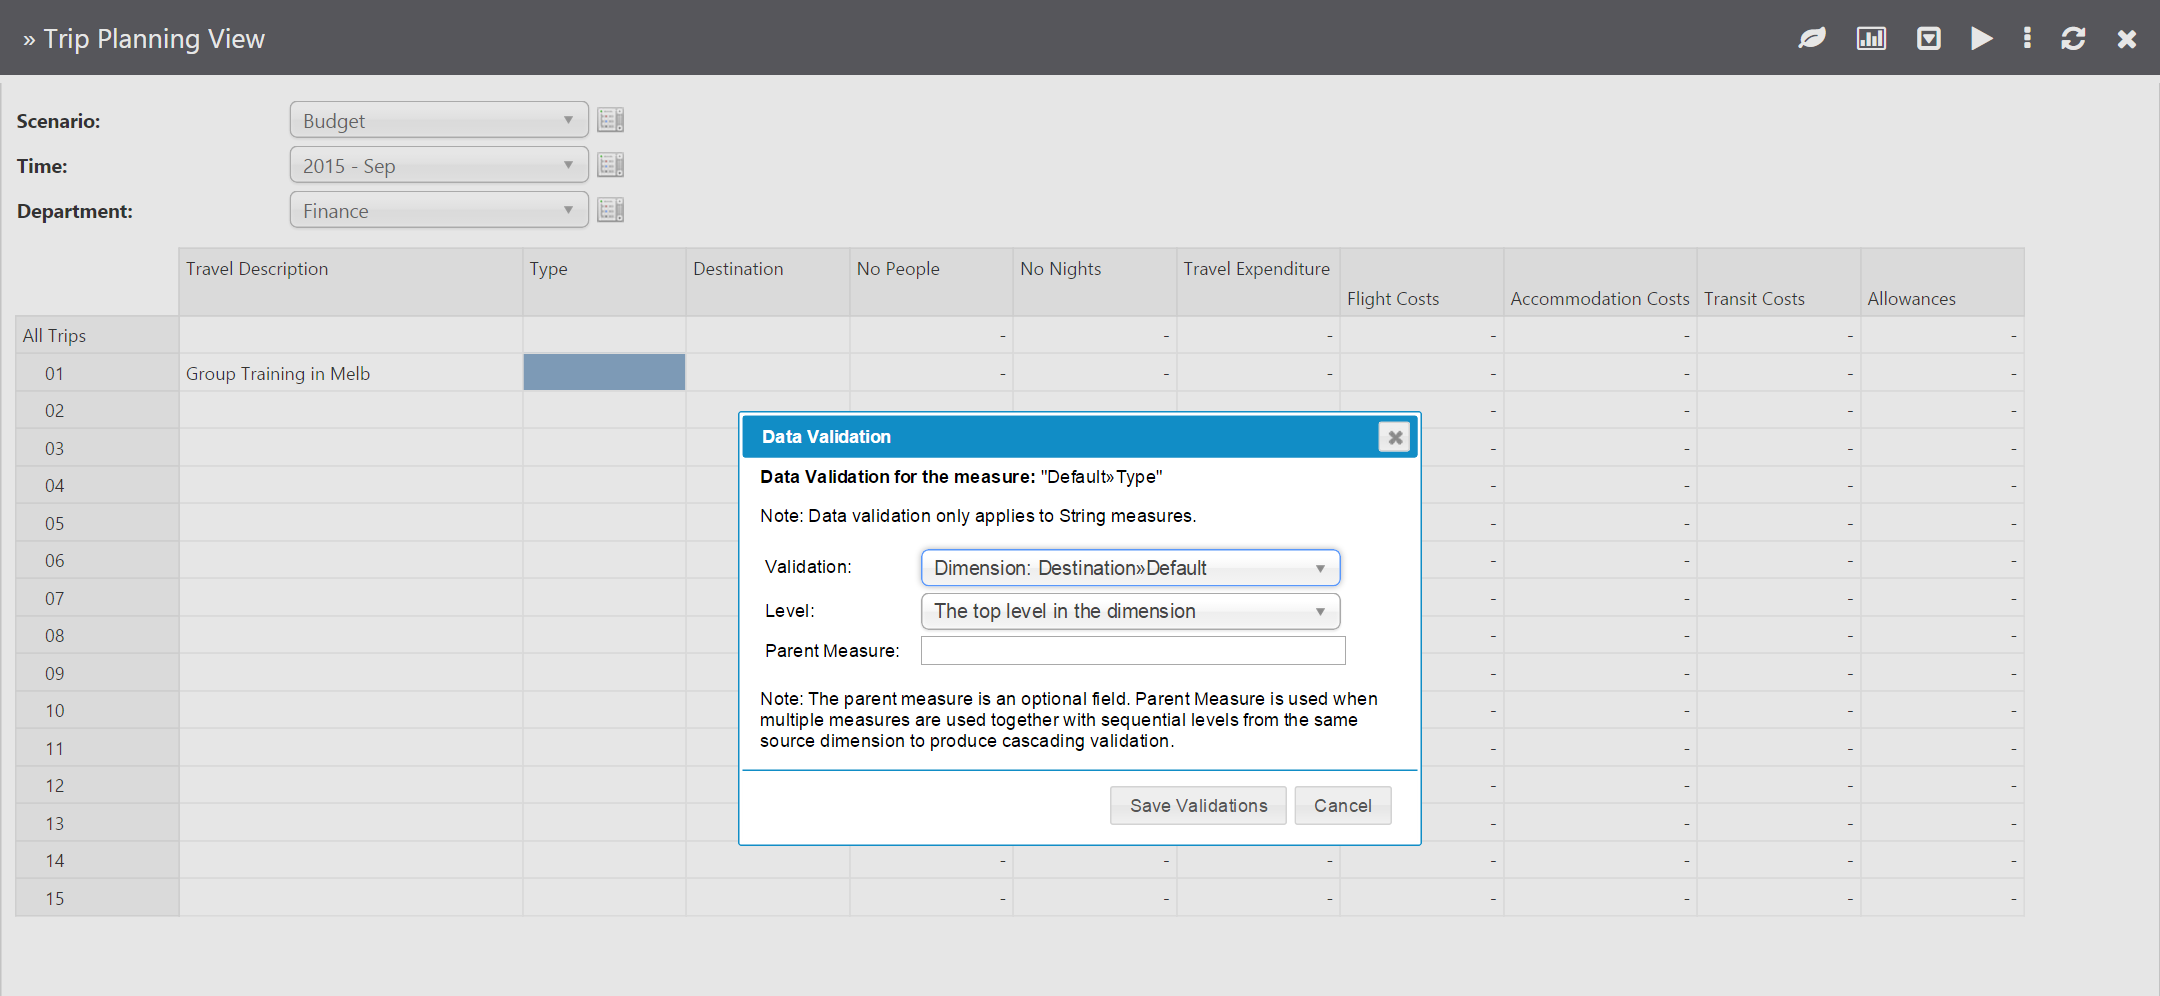 » Trip Planning View
Scenario: Budget
Time: 2015 - Sep
Department: Finance
Travel Description Type Destination No People No Nights Travel Expenditure
Flight Costs Accommodation Costs Transit Costs Allowances
All Trips - - - - - - -
01 Group Training in Melb - - - - - - -
02 - - - -
03 - - - -
04 - - - -
05 - - - -
06 - - - -
07 - - - -
08 - - - -
09 - - - -
10 - - - -
11 - - - -
12 - - - -
13 - - - -
14 - - - - - - -
15 - - - - - - -
Data Validation
Data Validation for the measure: "Default»Type"
Note: Data validation only applies to String measures.
Validation: Dimension: Destination»Default
Level: The top level in the dimension
Parent Measure:
Note: The parent measure is an optional field. Parent Measure is used when
multiple measures are used together with sequential levels from the same
source dimension to produce cascading validation.
Save Validations Cancel